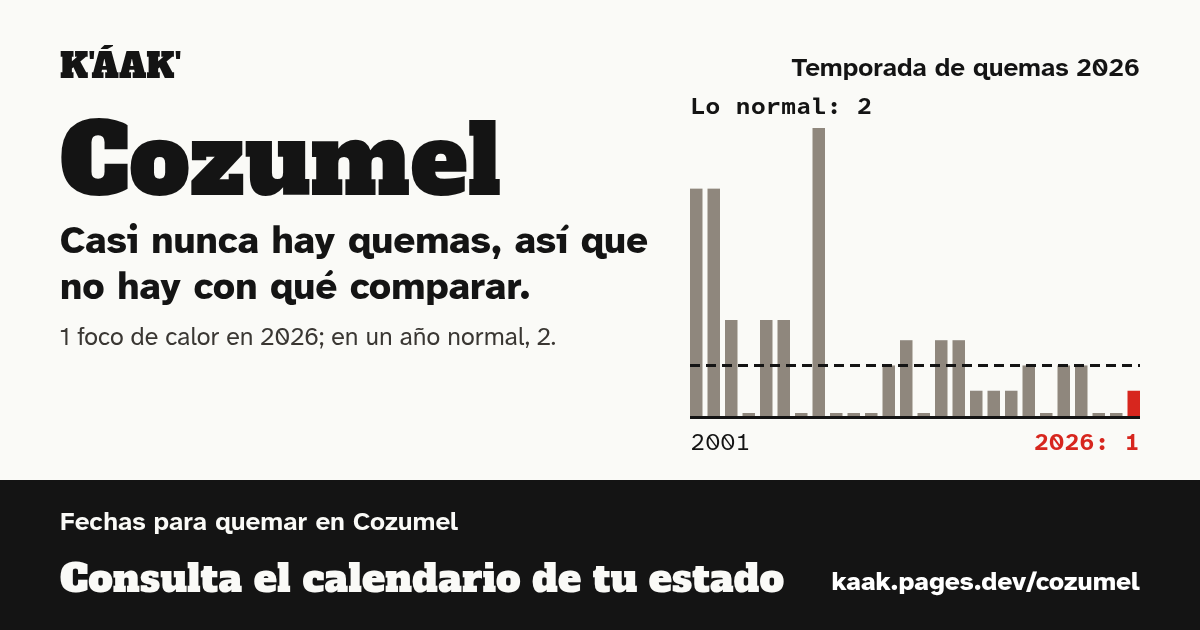 K'ÁAK'
Temporada de quemas 2026
Lo normal: 2
Cozumel
Casi nunca hay quemas, así que
no hay con qué comparar.
1 foco de calor en 2026; en un año normal, 2.
2001
2026: 1
Fechas para quemar en Cozumel
Consulta el calendario de tu estado
kaak.pages.dev/cozumel